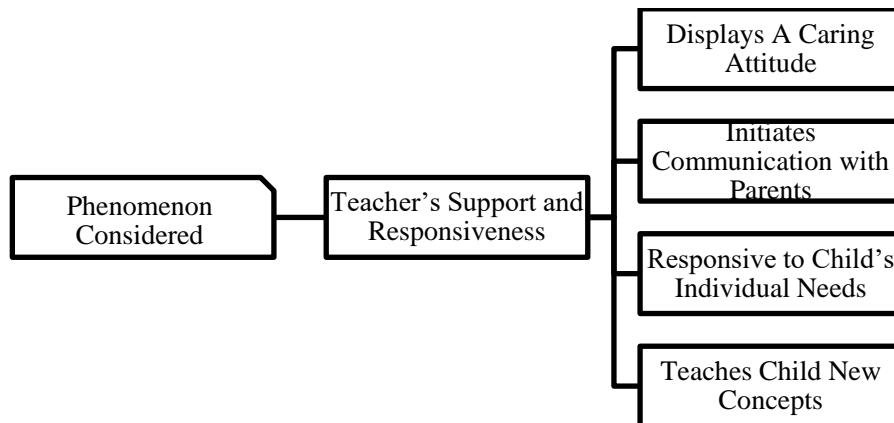 Phenomenon
Considered
Teacher’s Support and
Responsiveness
Displays A Caring
Attitude
Initiates
Communication with
Parents
Responsive to Child’s
Individual Needs
Teaches Child New
Concepts